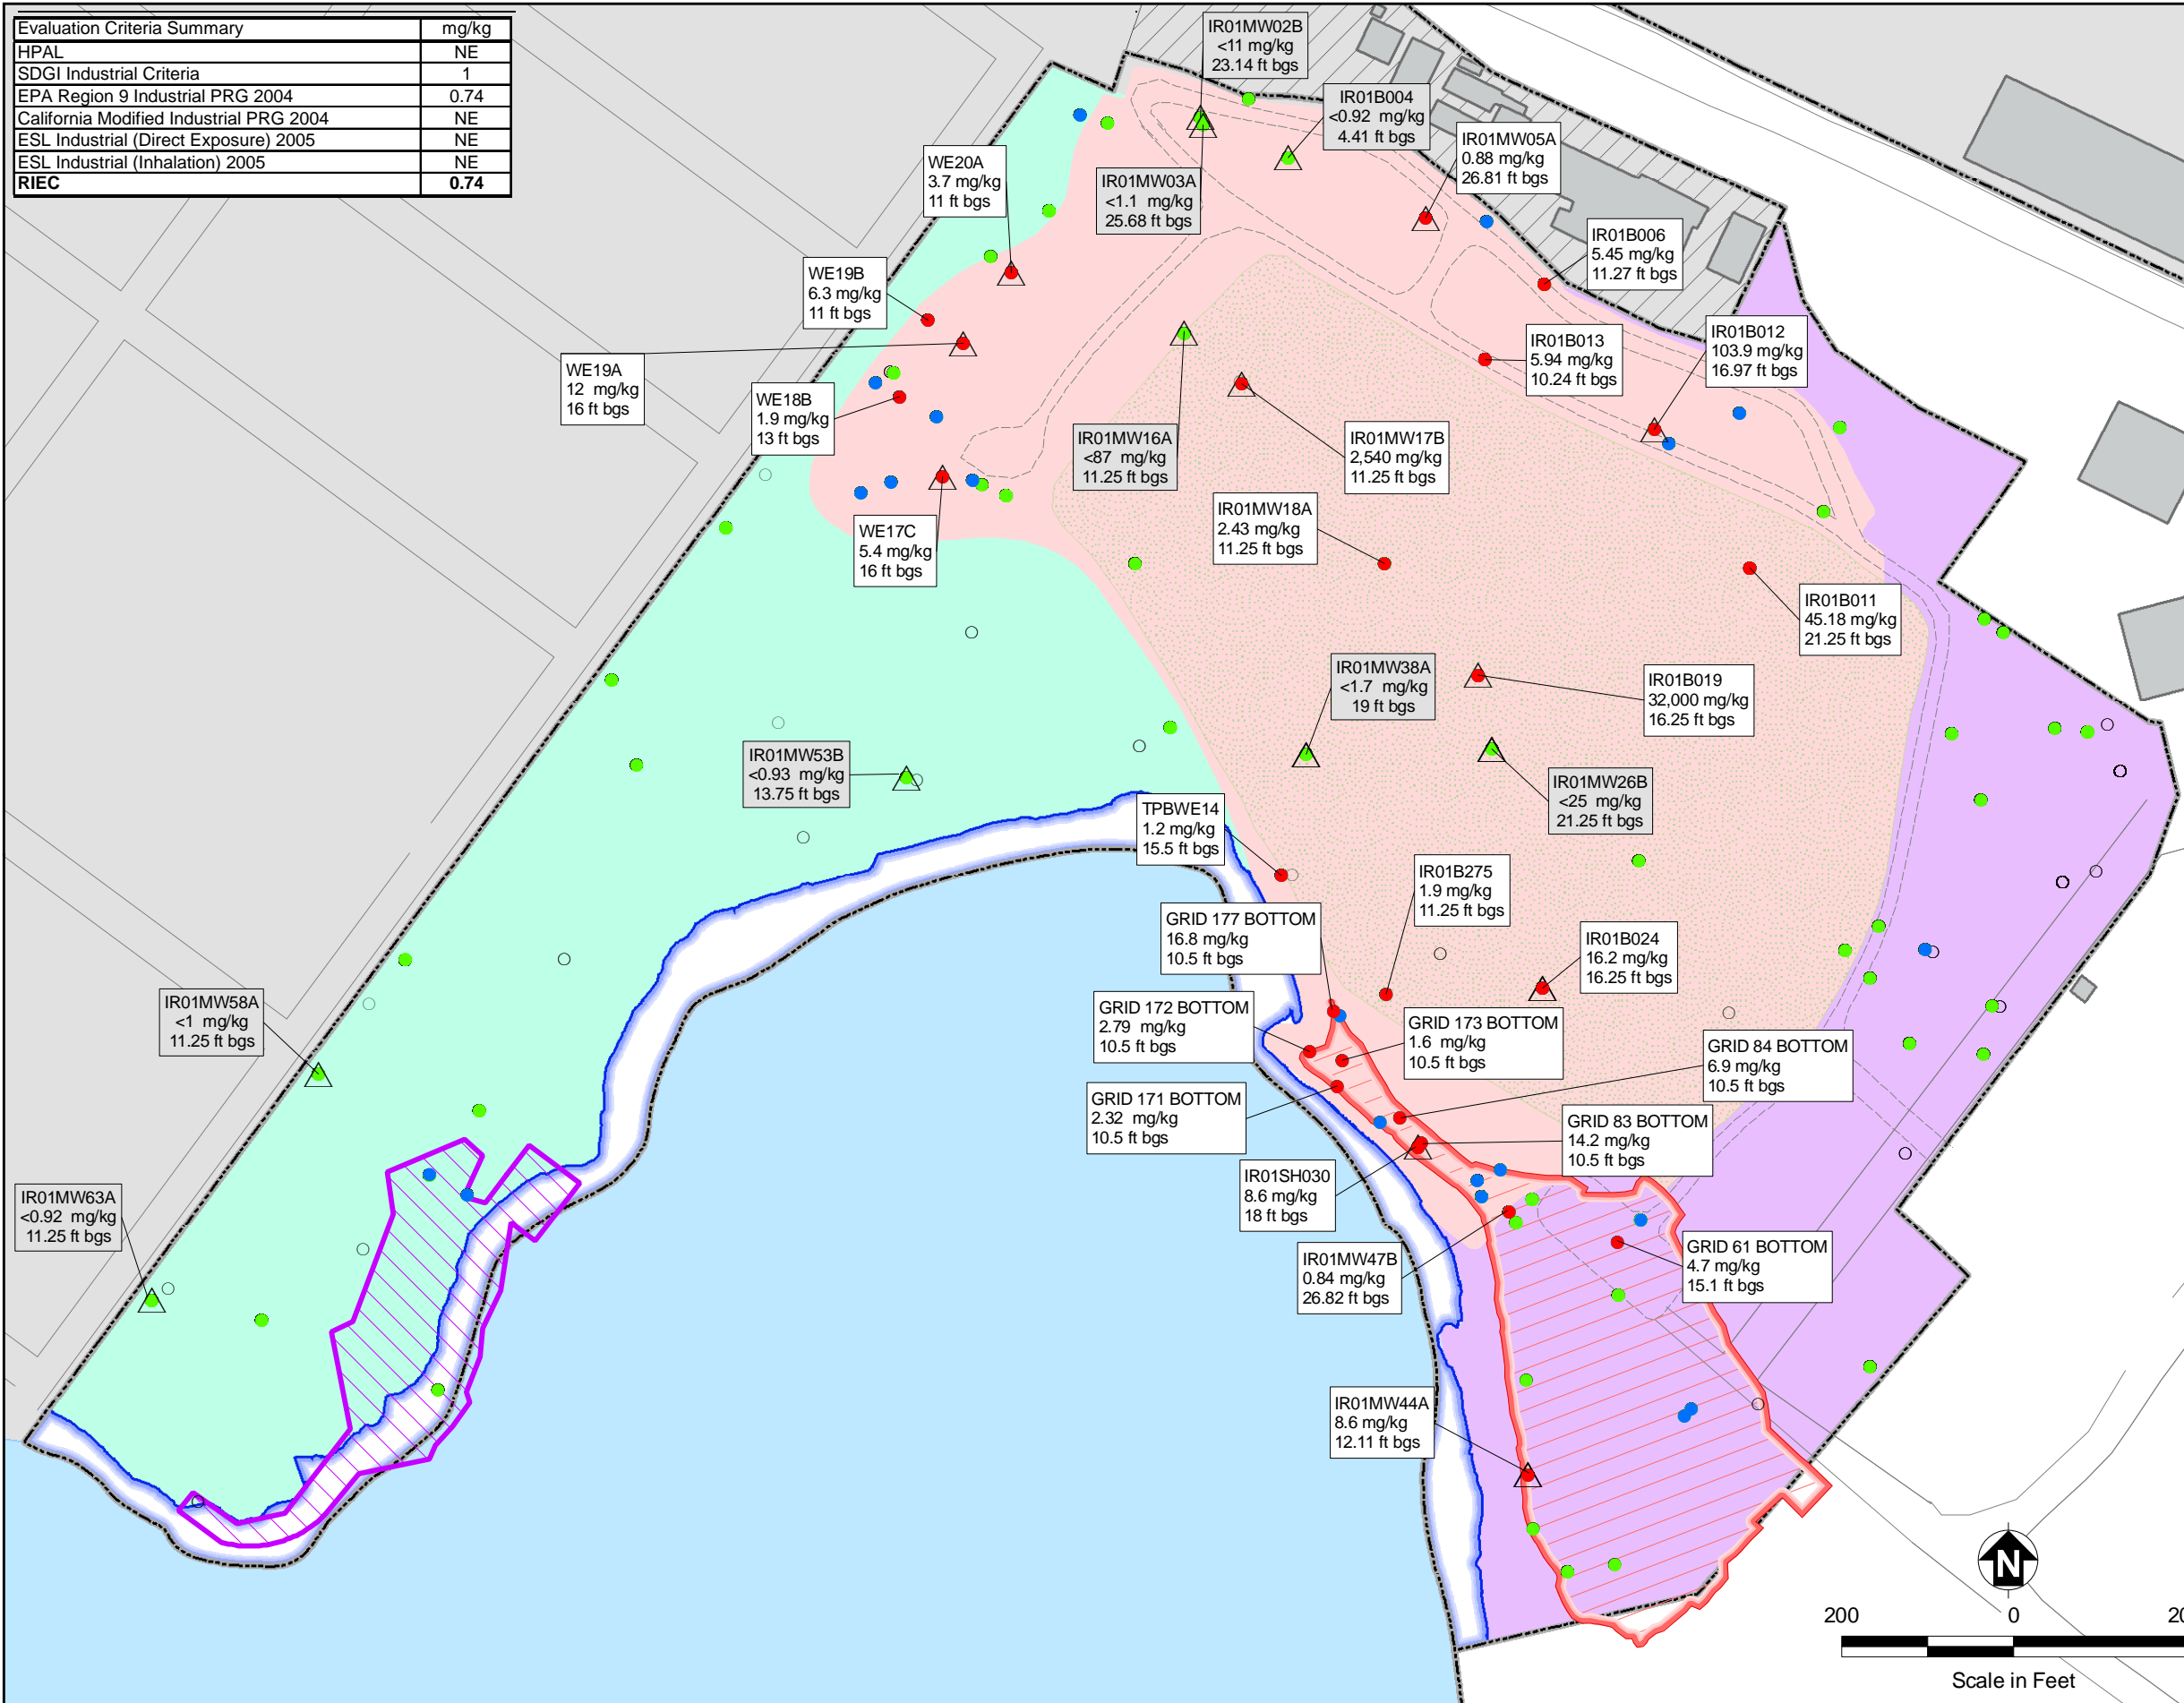 Evaluation Criteria Summary mg/kg
HPAL NE
SDGI Industrial Criteria 1
EPA Region 9 Industrial PRG 2004 0.74
California Modified Industrial PRG 2004 NE
ESL Industrial (Direct Exposure) 2005 NE
ESL Industrial (Inhalation) 2005 NE
RIEC 0.74
IR01MW02B
<11 mg/kg
23.14 ft bgs
IR01B004
<0.92 mg/kg
4.41 ft bgs
IR01MW05A
0.88 mg/kg
26.81 ft bgs
WE20A
3.7 mg/kg
11 ft bgs
IR01MW03A
<1.1 mg/kg
25.68 ft bgs
IR01B006
5.45 mg/kg
11.27 ft bgs
WE19B
6.3 mg/kg
11 ft bgs
IR01B012
103.9 mg/kg
16.97 ft bgs
IR01B013
5.94 mg/kg
10.24 ft bgs
WE19A
12 mg/kg
16 ft bgs
WE18B
1.9 mg/kg
13 ft bgs
IR01MW16A
<87 mg/kg
11.25 ft bgs
IR01MW17B
2,540 mg/kg
11.25 ft bgs
IR01MW18A
2.43 mg/kg
11.25 ft bgs
WE17C
5.4 mg/kg
16 ft bgs
IR01B011
45.18 mg/kg
21.25 ft bgs
IR01MW38A
<1.7 mg/kg
19 ft bgs
IR01B019
32,000 mg/kg
16.25 ft bgs
IR01MW53B
<0.93 mg/kg
13.75 ft bgs
IR01MW26B
<25 mg/kg
21.25 ft bgs
TPBWE14
1.2 mg/kg
15.5 ft bgs
IR01B275
1.9 mg/kg
11.25 ft bgs
GRID 177 BOTTOM
16.8 mg/kg
10.5 ft bgs
IR01B024
16.2 mg/kg
16.25 ft bgs
IR01MW58A
<1 mg/kg
11.25 ft bgs
GRID 172 BOTTOM
2.79 mg/kg
10.5 ft bgs
GRID 173 BOTTOM
1.6 mg/kg
10.5 ft bgs
GRID 84 BOTTOM
6.9 mg/kg
10.5 ft bgs
GRID 171 BOTTOM
2.32 mg/kg
10.5 ft bgs
GRID 83 BOTTOM
14.2 mg/kg
10.5 ft bgs
IR01SH030
8.6 mg/kg
18 ft bgs
IR01MW63A
<0.92 mg/kg
11.25 ft bgs
IR01MW47B
0.84 mg/kg
26.82 ft bgs
GRID 61 BOTTOM
4.7 mg/kg
15.1 ft bgs
IR01MW44A
8.6 mg/kg
12.11 ft bgs
N
200 0 20
Scale in Feet